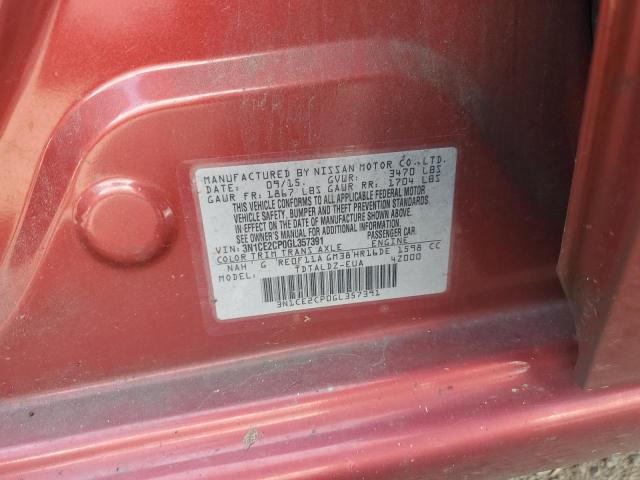 MANUFACTURED BY NISSAN MOTOR CO.,LTD.
DATE: 09/15. GVWR: 3470 LBS
GAWR FR: 1867 LBS GAWR RR: 1704 LBS
THIS VEHICLE CONFORMS TO ALL APPLICABLE FEDERAL MOTOR
VEHICLE SAFETY, BUMPER AND THEFT PREVENTION STANDARDS
IN EFFECT ON THE DATE OF MANUFACTURE SHOWN ABOVE.
SEE OWNER'S MANUAL FOR ADDITIONAL INFORMATION.
VIN: 3N1CE2CP0GL357391 PASSENGER CAR
COLOR TRIM TRANS AXLE ENGINE
NAH G RE0F11A GM38 HR16DE 1598 CC
MODEL: TDTALDZ-EUA 42000
3N1CE2CP0GL357391